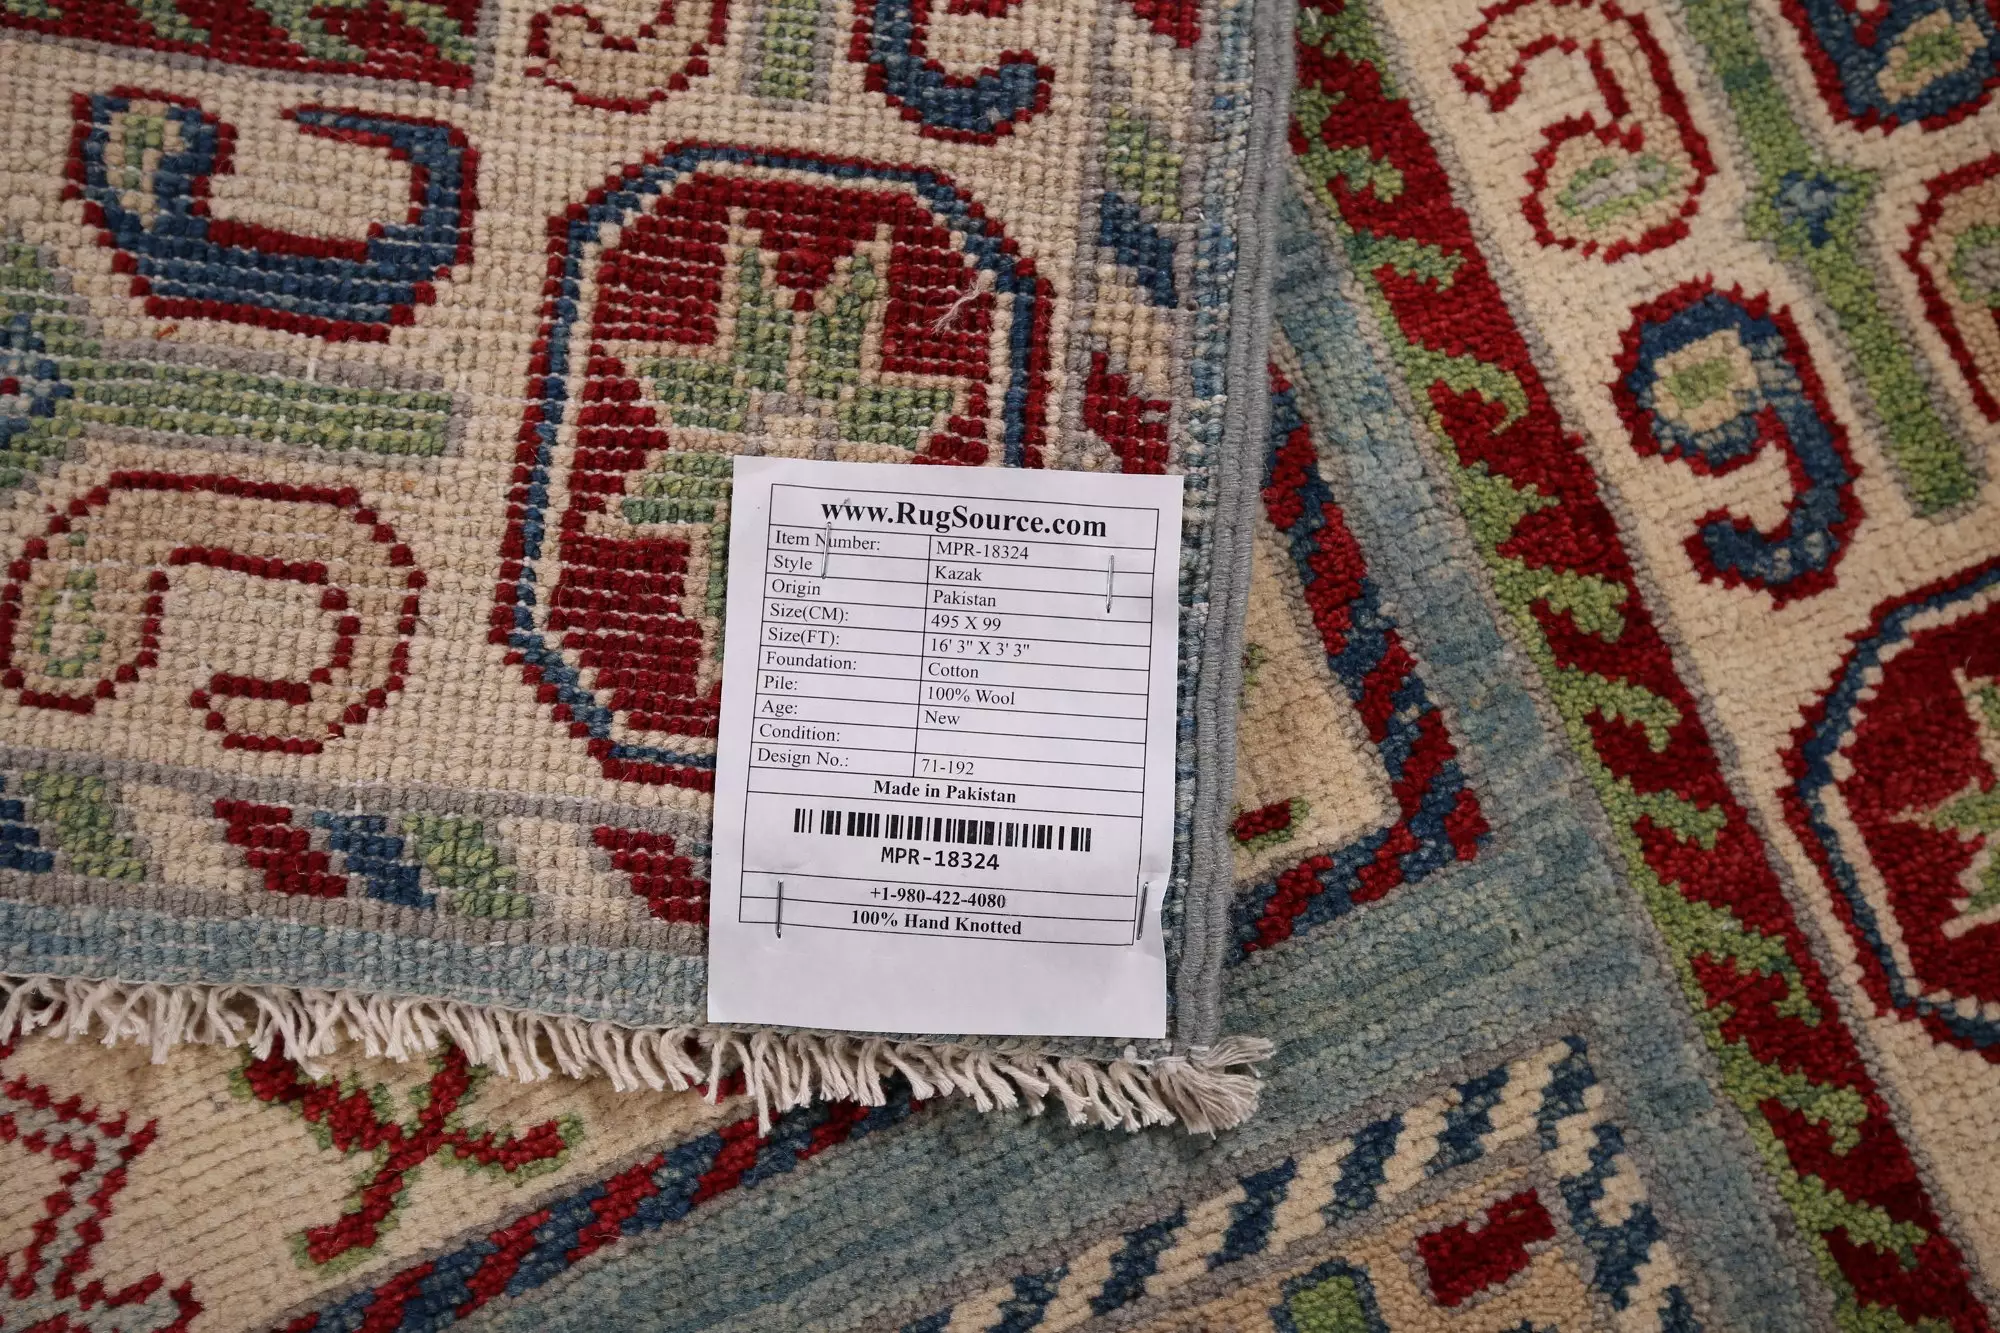 www.RugSource.com
Item Number: MPR-18324
Style Kazak
Origin Pakistan
Size(CM): 495 X 99
Size(FT): 16' 3" X 3' 3"
Foundation: Cotton
Pile: 100% Wool
Age: New
Condition:
Design No.: 71-192
Made in Pakistan
MPR-18324
+1-980-422-4080
100% Hand Knotted